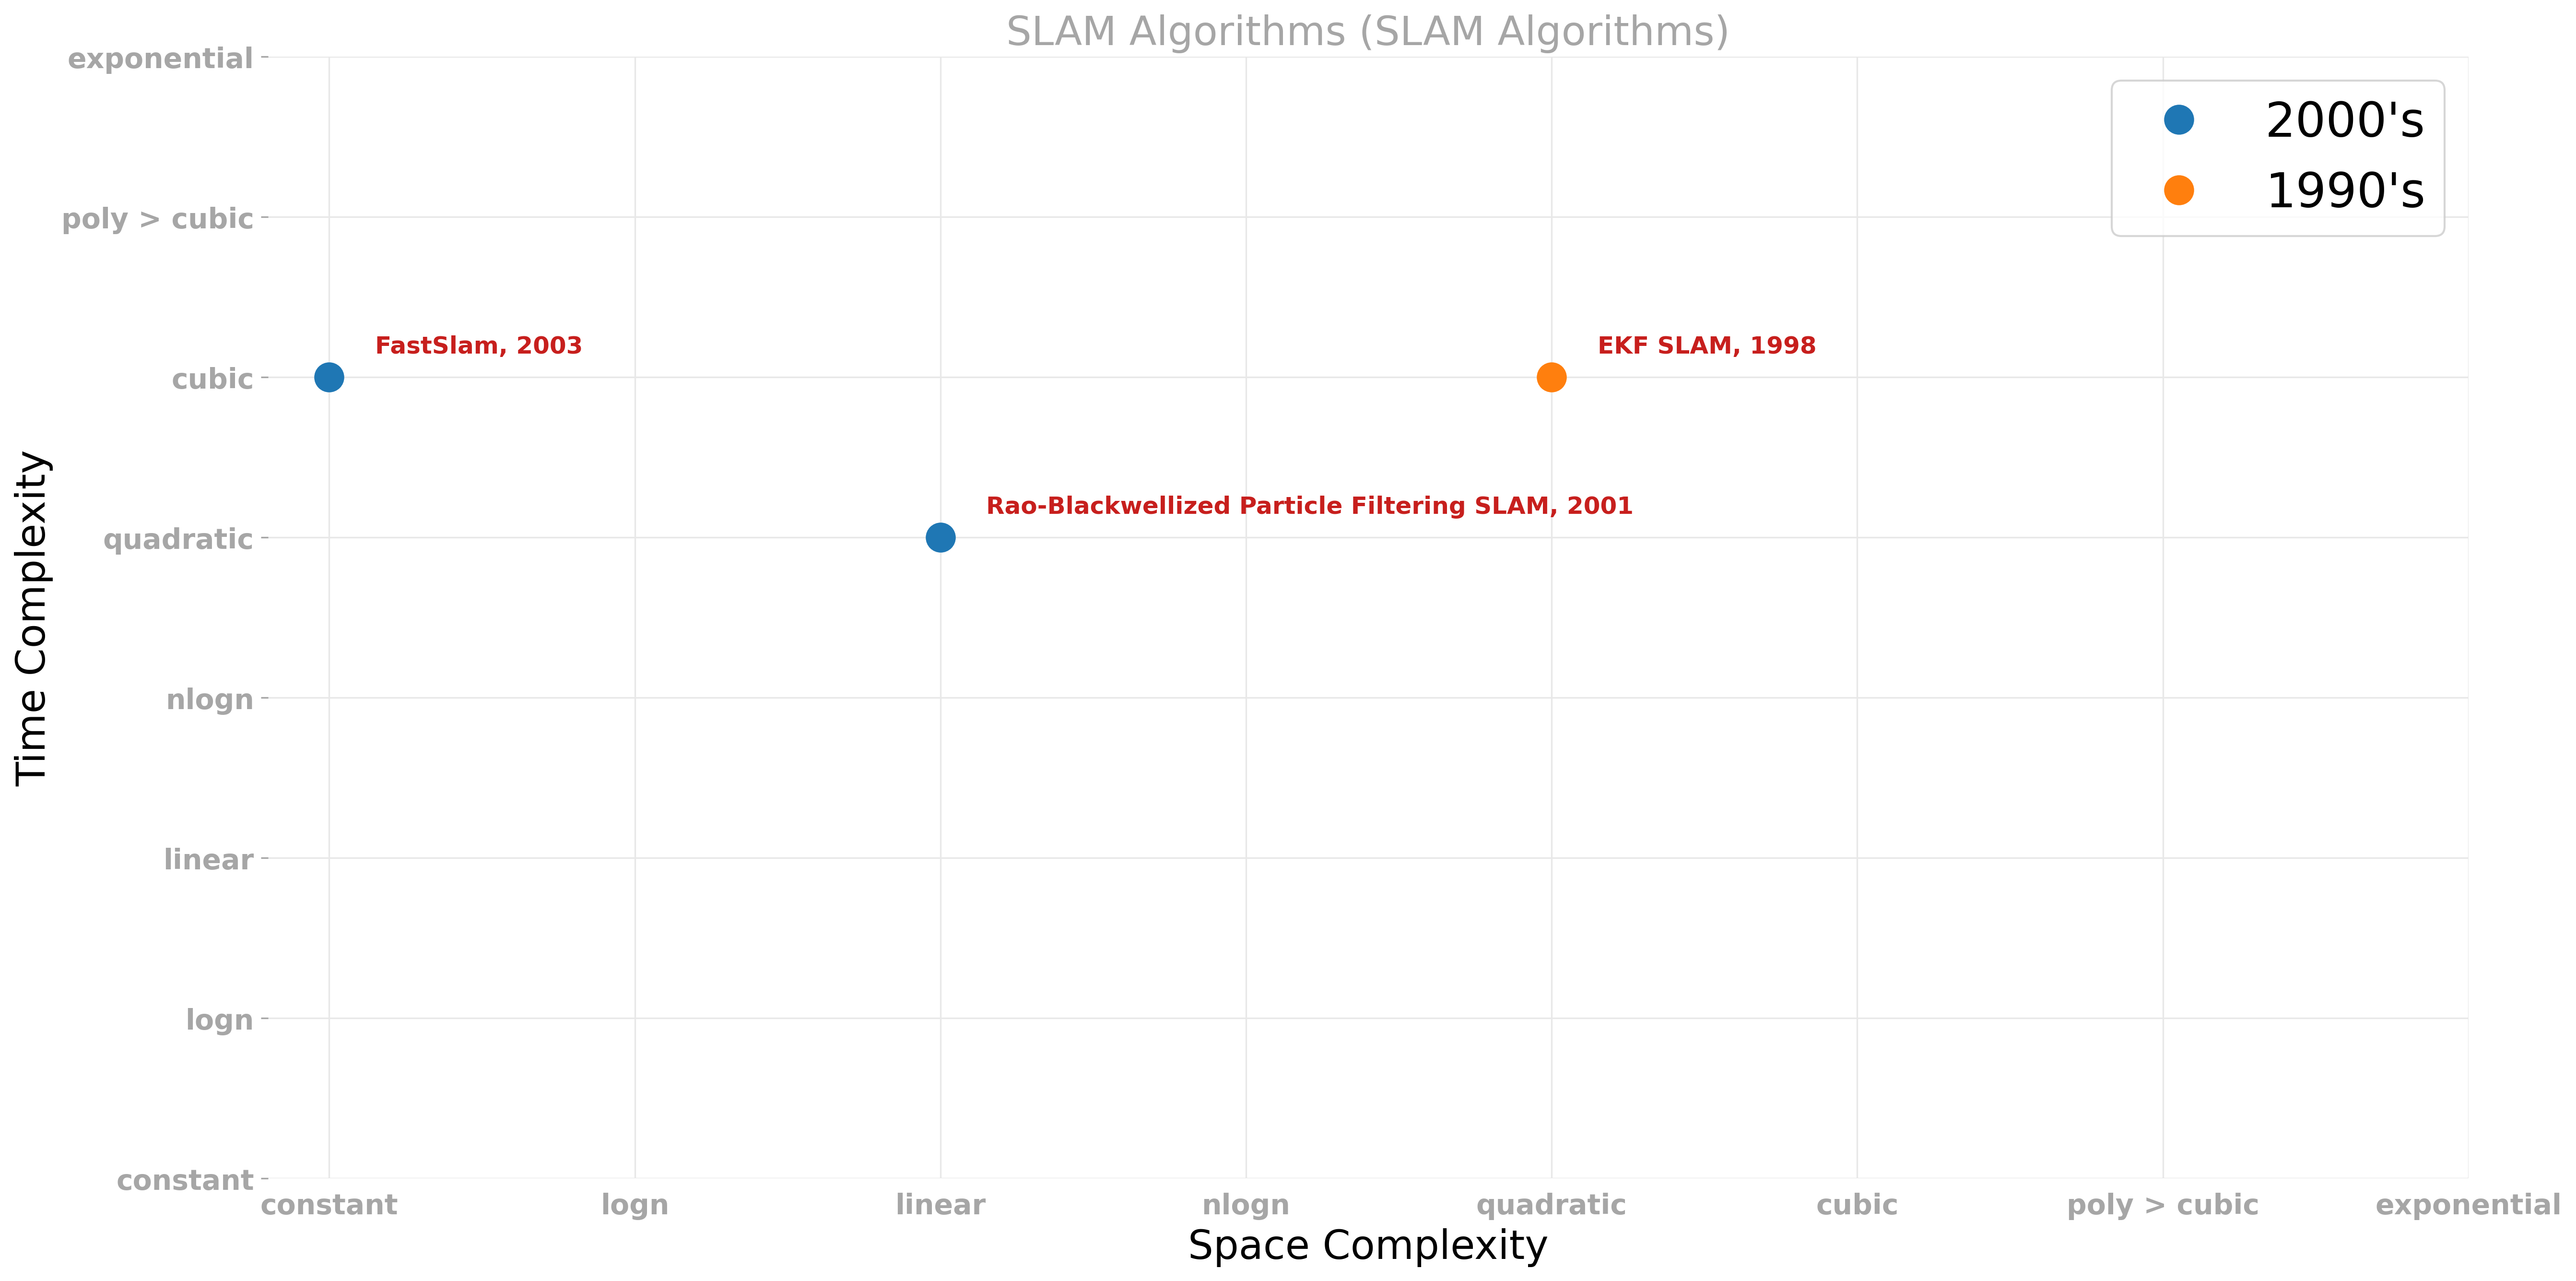 SLAM Algorithms (SLAM Algorithms)
2000's
1990's
Time Complexity
exponential
poly > cubic
cubic
quadratic
nlogn
linear
logn
constant
FastSlam, 2003
EKF SLAM, 1998
Rao-Blackwellized Particle Filtering SLAM, 2001
constant logn linear nlogn quadratic cubic poly > cubic exponential
Space Complexity